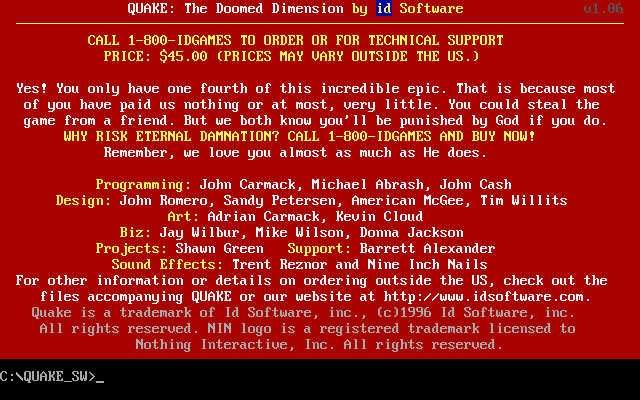 QUAKE: The Doomed Dimension by id Software v1.06
CALL 1-800-IDGAMES TO ORDER OR FOR TECHNICAL SUPPORT
PRICE: $45.00 (PRICES MAY VARY OUTSIDE THE US.)
Yes! You only have one fourth of this incredible epic. That is because most
of you have paid us nothing or at most, very little. You could steal the
game from a friend. But we both know you'll be punished by God if you do.
WHY RISK ETERNAL DAMNATION? CALL 1-800-IDGAMES AND BUY NOW!
Remember, we love you almost as much as He does.
Programming: John Carmack, Michael Abrash, John Cash
Design: John Romero, Sandy Petersen, American McGee, Tim Willits
Art: Adrian Carmack, Kevin Cloud
Biz: Jay Wilbur, Mike Wilson, Donna Jackson
Projects: Shawn Green Support: Barrett Alexander
Sound Effects: Trent Reznor and Nine Inch Nails
For other information or details on ordering outside the US, check out the
files accompanying QUAKE or our website at http://www.idsoftware.com.
Quake is a trademark of Id Software, inc., (c)1996 Id Software, inc.
All rights reserved. NIN logo is a registered trademark licensed to
Nothing Interactive, Inc. All rights reserved.
C:\QUAKE_SW>_